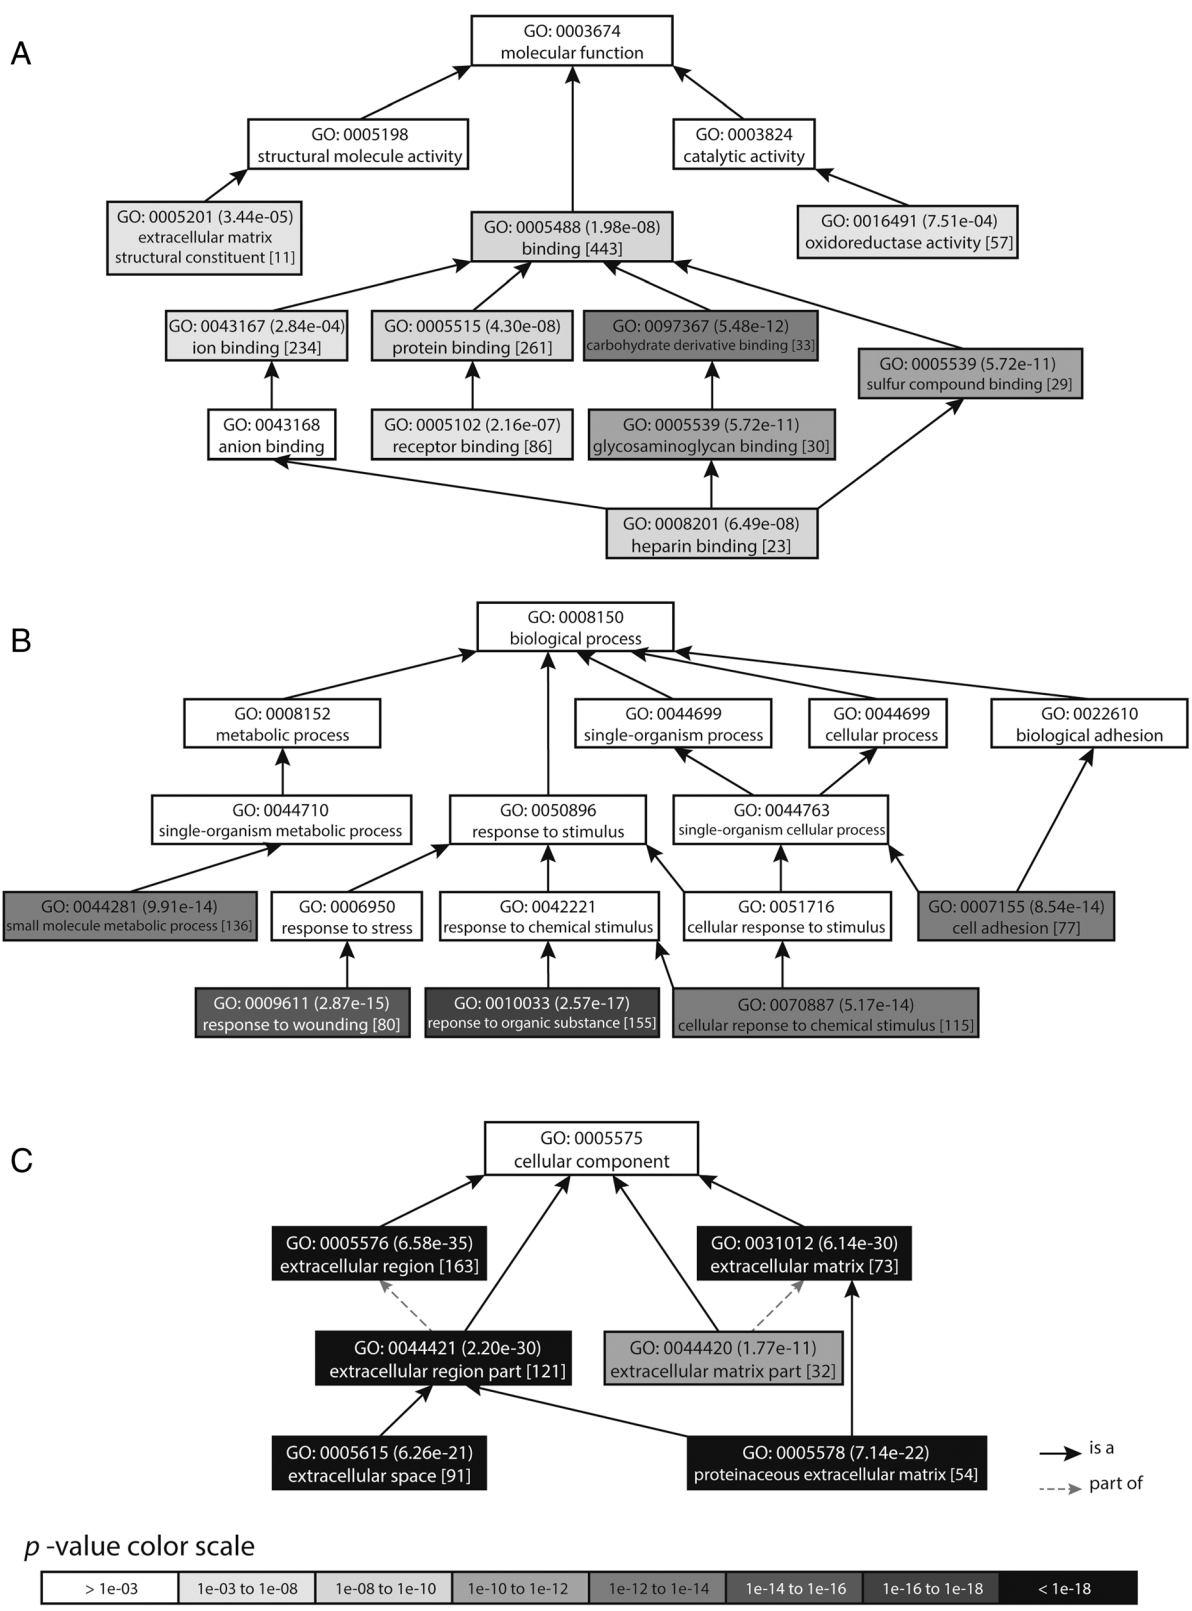 A
GO: 0003674
molecular function
GO: 0005198
structural molecule activity
GO: 0003824
catalytic activity
GO: 0005201 (3.44e-05)
extracellular matrix
structural constituent [11]
GO: 0005488 (1.98e-08)
binding [443]
GO: 0016491 (7.51e-04)
oxidoreductase activity [57]
GO: 0043167 (2.84e-04)
ion binding [234]
GO: 0005515 (4.30e-08)
protein binding [261]
GO: 0097367 (5.48e-12)
carbohydrate derivative binding [33]
GO: 0005539 (5.72e-11)
sulfur compound binding [29]
GO: 0043168
anion binding
GO: 0005102 (2.16e-07)
receptor binding [86]
GO: 0005539 (5.72e-11)
glycosaminoglycan binding [30]
GO: 0008201 (6.49e-08)
heparin binding [23]
B
GO: 0008150
biological process
GO: 0008152
metabolic process
GO: 0044699
single-organism process
GO: 0044699
cellular process
GO: 0022610
biological adhesion
GO: 0044710
single-organism metabolic process
GO: 0050896
response to stimulus
GO: 0044763
single-organism cellular process
GO: 0044281 (9.91e-14)
small molecule metabolic process [136]
GO: 0006950
response to stress
GO: 0042221
response to chemical stimulus
GO: 0051716
cellular response to stimulus
GO: 0007155 (8.54e-14)
cell adhesion [77]
GO: 0009611 (2.87e-15)
response to wounding [80]
GO: 0010033 (2.57e-17)
reponse to organic substance [155]
GO: 0070887 (5.17e-14)
cellular reponse to chemical stimulus [115]
C
GO: 0005575
cellular component
GO: 0005576 (6.58e-35)
extracellular region [163]
GO: 0031012 (6.14e-30)
extracellular matrix [73]
GO: 0044421 (2.20e-30)
extracellular region part [121]
GO: 0044420 (1.77e-11)
extracellular matrix part [32]
GO: 0005615 (6.26e-21)
extracellular space [91]
GO: 0005578 (7.14e-22)
proteinaceous extracellular matrix [54]
is a
part of
p -value color scale
> 1e-03
1e-03 to 1e-08
1e-08 to 1e-10
1e-10 to 1e-12
1e-12 to 1e-14
1e-14 to 1e-16
1e-16 to 1e-18
< 1e-18